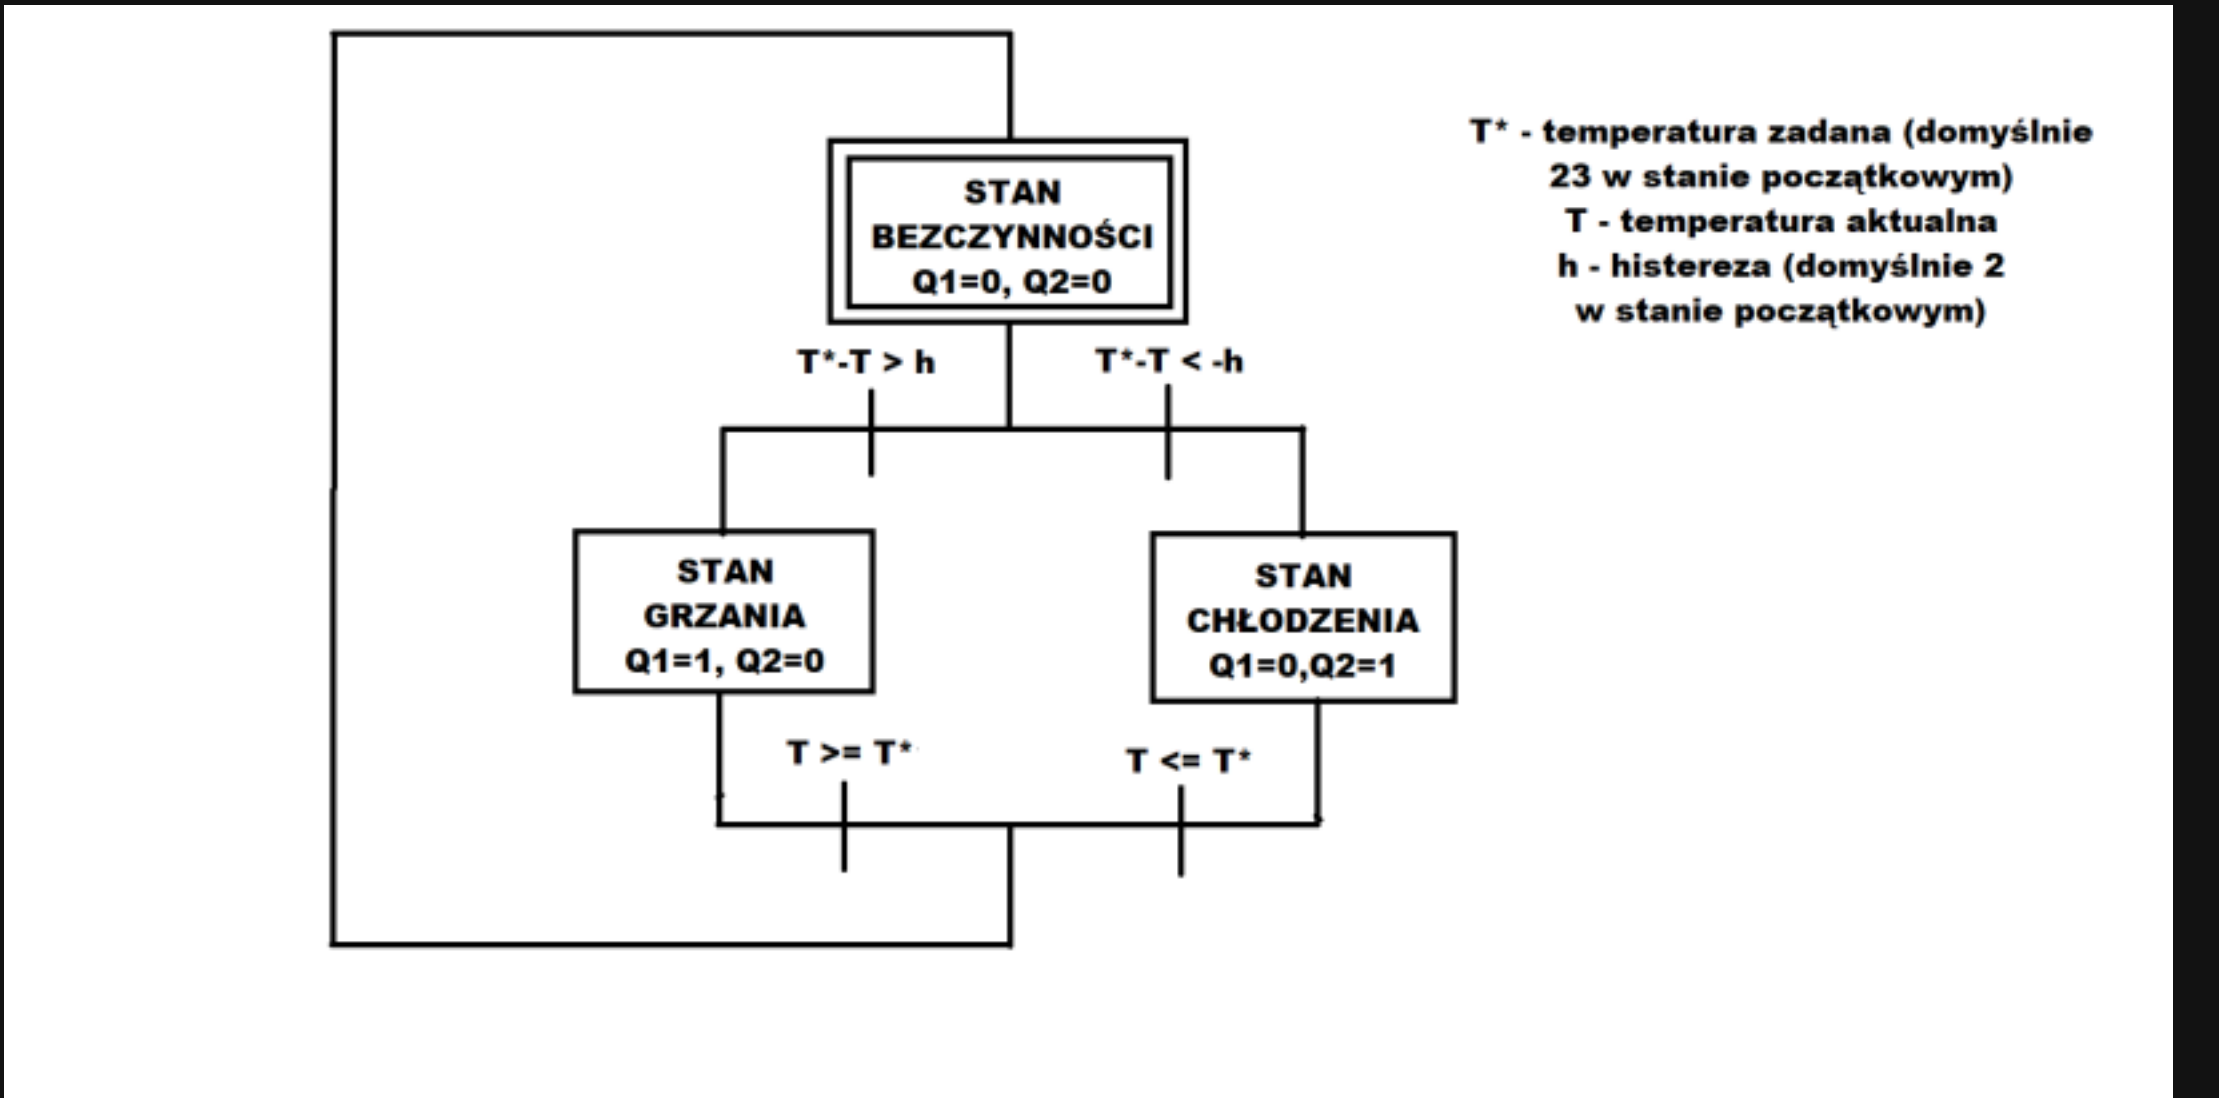 STAN
BEZCZYNNOŚCI
Q1=0, Q2=0
T* - temperatura zadana (domyślnie
23 w stanie początkowym)
T - temperatura aktualna
h - histereza (domyślnie 2
w stanie początkowym)
T*-T > h
T*-T < -h
STAN
GRZANIA
Q1=1, Q2=0
STAN
CHŁODZENIA
Q1=0,Q2=1
T >= T*
T <= T*